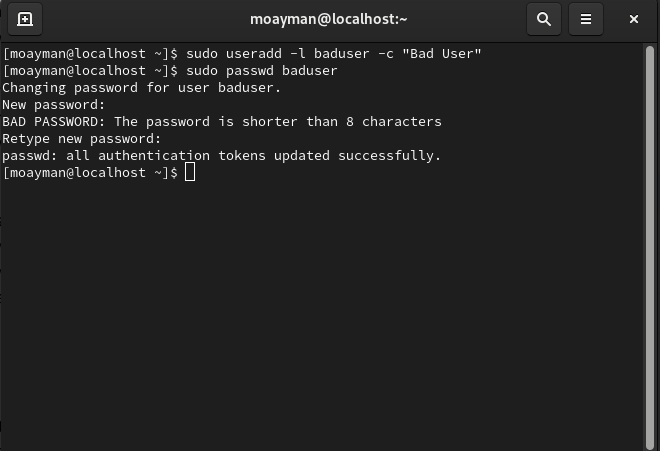 moayman@localhost:~
[moayman@localhost ~]$ sudo useradd -l baduser -c "Bad User"
[moayman@localhost ~]$ sudo passwd baduser
Changing password for user baduser.
New password:
BAD PASSWORD: The password is shorter than 8 characters
Retype new password:
passwd: all authentication tokens updated successfully.
[moayman@localhost ~]$